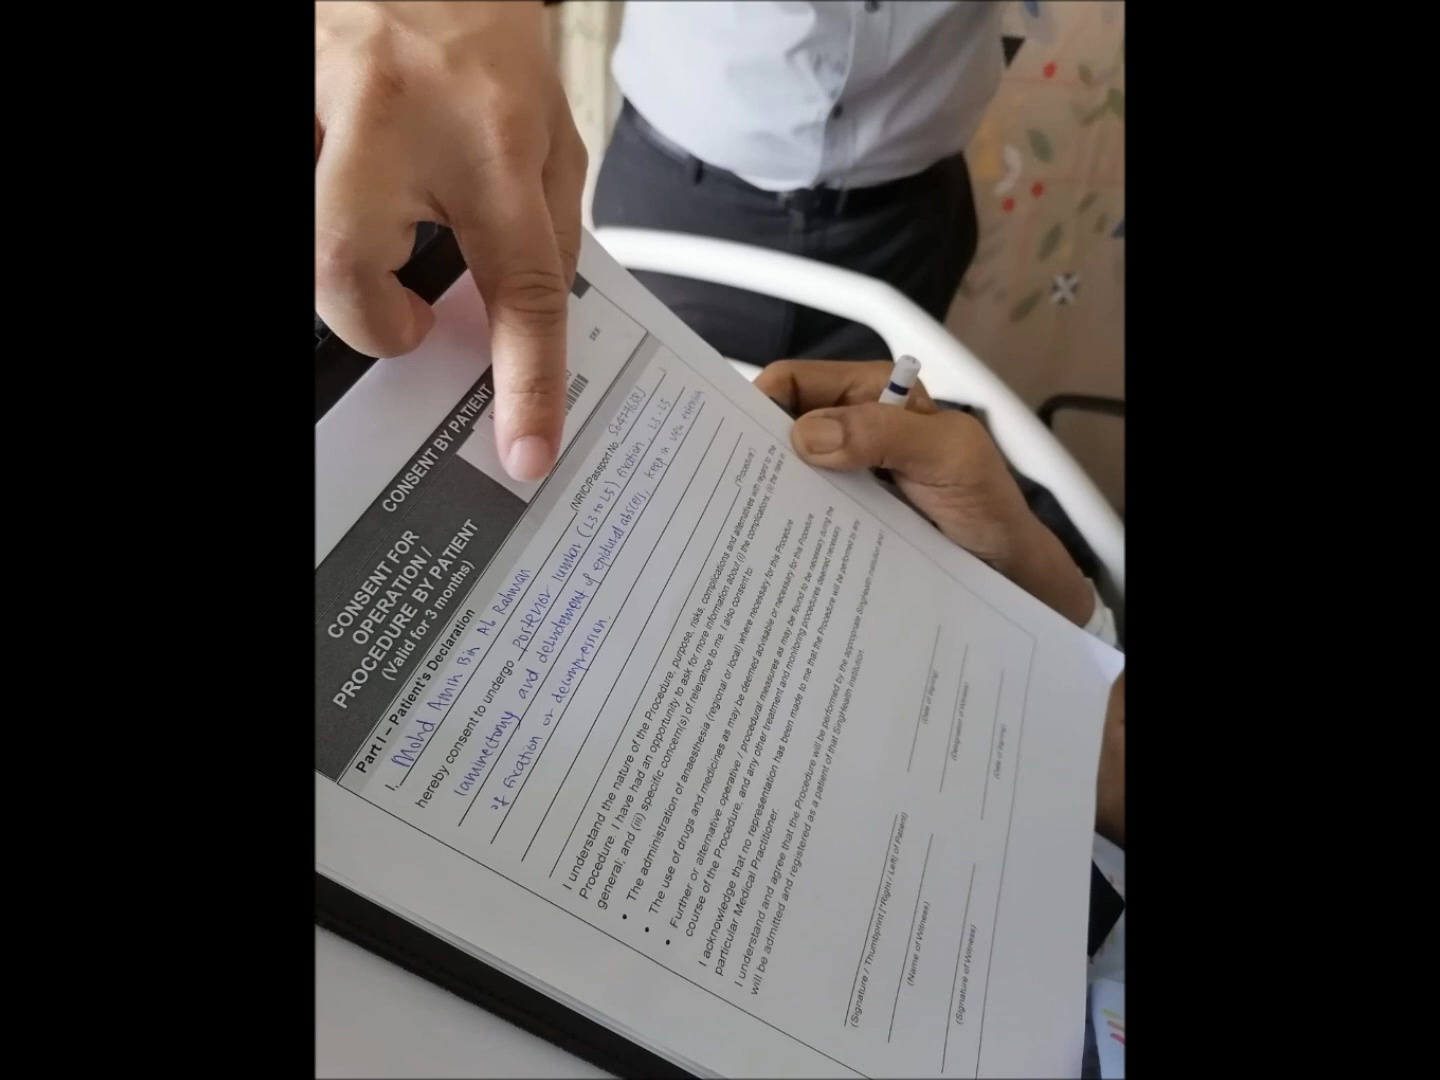 CONSENT BY PATIENT
CONSENT FOR
OPERATION /
PROCEDURE BY PATIENT
(Valid for 3 months)
SKK
Part I – Patient's Declaration
I, Mohd Amin Bin Ab Rahman (NRIC/Passport No.
hereby consent to undergo posterior lumbar (L3 to L5) fixation, L3-L5
laminectomy and debridement of epidural abscess, keep in view extension
of fixation or decompression.
(Procedure)
I understand the nature of the Procedure, purpose, risks, complications and alternatives with regard to the
Procedure. I have had an opportunity to ask for more information about (i) the complications; (ii) the risks in
general; and (iii) specific concern(s) of relevance to me. I also consent to:
• The administration of anaesthesia (regional or local) where necessary for this Procedure
• The use of drugs and medicines as may be deemed advisable or necessary for this Procedure
• Further or alternative operative / procedural measures as may be found to be necessary during the
course of the Procedure, and any other treatment and monitoring procedures deemed necessary
I acknowledge that no representation has been made to me that the Procedure will be performed by any
particular Medical Practitioner.
I understand and agree that the Procedure will be performed by the appropriate SingHealth institution and I
will be admitted and registered as a patient of that SingHealth institution.
(Signature / Thumbprint [*Right / Left] of Patient) (Date of Signing)
(Name of Witness) (Designation of Witness)
(Signature of Witness) (Date of Signing)